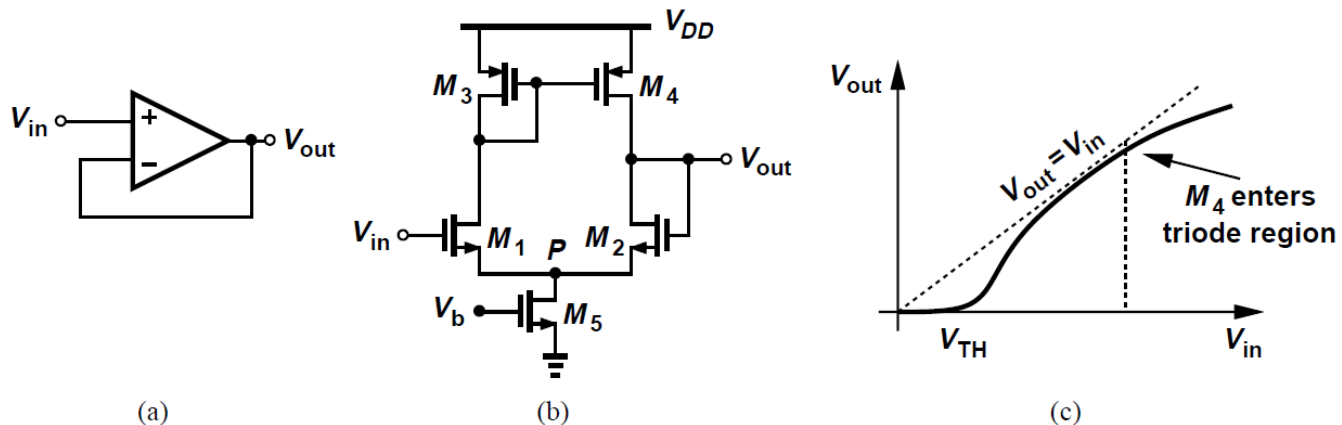 V_in
+
−
V_out
(a)
V_DD
M_3
M_4
V_out
V_in
M_1
P
M_2
V_b
M_5
(b)
V_out
V_out = V_in
M_4 enters
triode region
V_TH
V_in
(c)